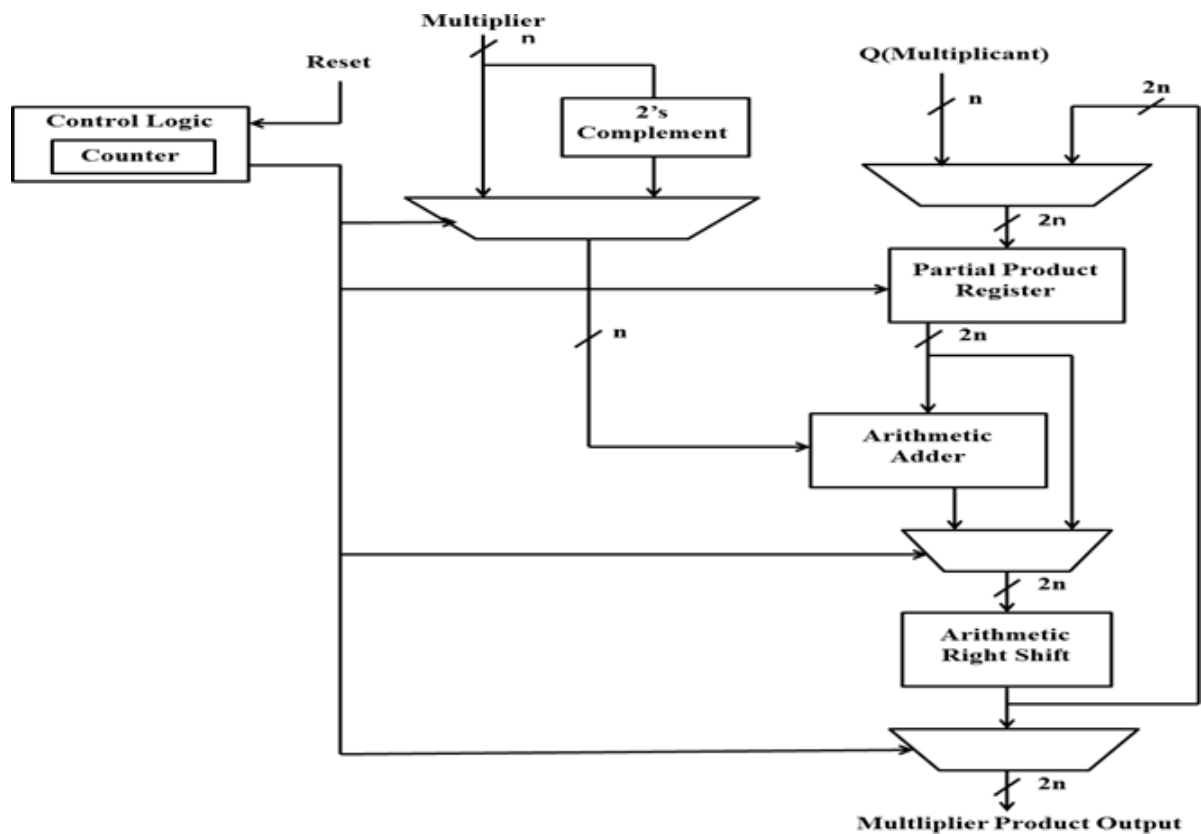 Multiplier
n
Reset
Q(Multiplicant)
2n
n
Control Logic
Counter
2's
Complement
2n
Partial Product
Register
n
2n
Arithmetic
Adder
2n
Arithmetic
Right Shift
2n
Multliplier Product Output